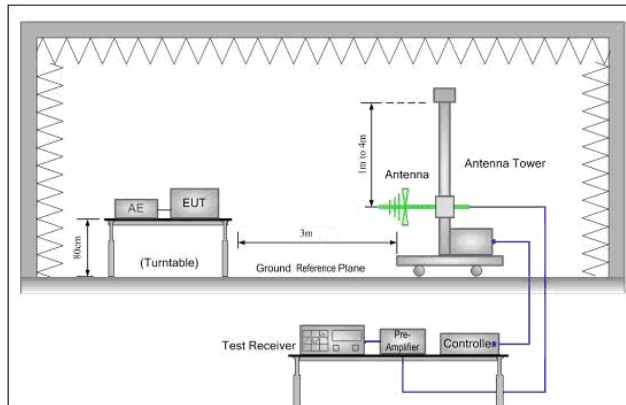 1m to 4m
Antenna
Antenna Tower
AE
EUT
80cm
(Turntable)
3m
Ground Reference Plane
Test Receiver
Pre-
Amplifier
Controller